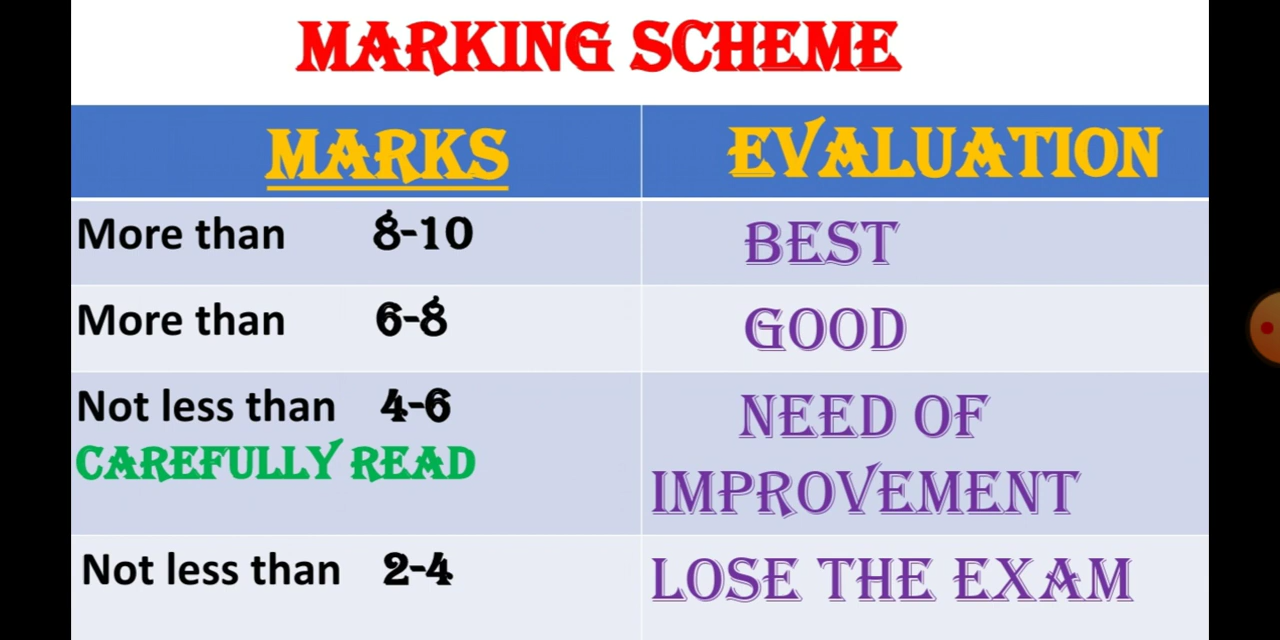 MARKING SCHEME
MARKS EVALUATION
More than 8-10 BEST
More than 6-8 GOOD
Not less than 4-6 NEED OF
CAREFULLY READ IMPROVEMENT
Not less than 2-4 LOSE THE EXAM